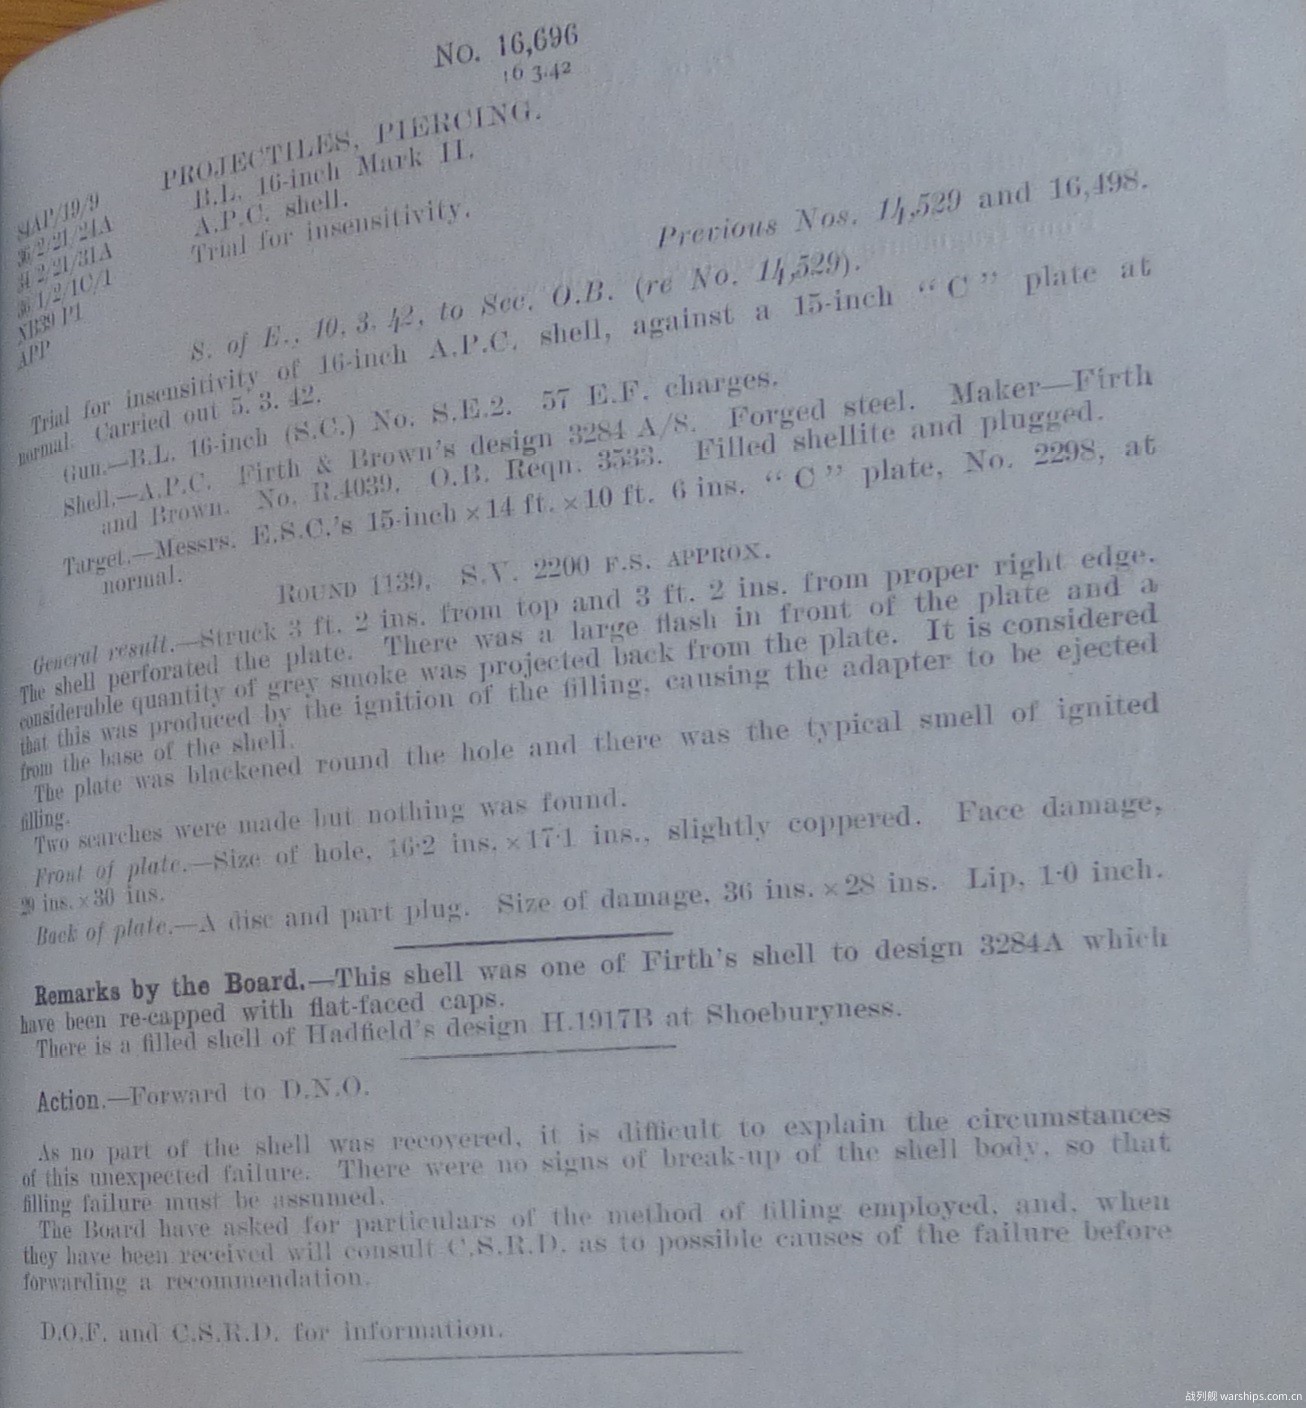 No. 16,696
16 3.42
PROJECTILES, PIERCING.
B.L. 16-inch Mark II.
A.P.C. shell.
Trial for insensitivity.
34/2/21/31A
36/1/2/1C/1
XB39 P1
APP
Previous Nos. 14,529 and 16,498.
S. of E., 10. 3. 42, to Sec. O.B. (re No. 14,529).
Trial for insensitivity of 16-inch A.P.C. shell, against a 15-inch “C” plate at
normal. Carried out 5. 3. 42.
Gun.—B.L. 16-inch (S.C.) No. S.E.2. 57 E.F. charges.
Shell.—A.P.C. Firth & Brown's design 3284 A/S. Forged steel. Maker—Firth
and Brown. No. R.4039. O.B. Reqn. 3533. Filled shellite and plugged.
Target.—Messrs. E.S.C.'s 15-inch × 14 ft. × 10 ft. 6 ins. “C” plate, No. 2298, at
normal.
ROUND 1139. S.V. 2200 F.S. APPROX.
General result.—Struck 3 ft. 2 ins. from top and 3 ft. 2 ins. from proper right edge.
The shell perforated the plate. There was a large flash in front of the plate and a
considerable quantity of grey smoke was projected back from the plate. It is considered
that this was produced by the ignition of the filling, causing the adapter to be ejected
from the base of the shell.
The plate was blackened round the hole and there was the typical smell of ignited
filling.
Two searches were made but nothing was found.
Front of plate.—Size of hole, 16·2 ins. × 17·1 ins., slightly coppered. Face damage,
ins. × 30 ins.
Back of plate.—A disc and part plug. Size of damage, 36 ins. × 28 ins. Lip, 1·0 inch.
Remarks by the Board.—This shell was one of Firth's shell to design 3284A which
have been re-capped with flat-faced caps.
There is a filled shell of Hadfield's design H.1917B at Shoeburyness.
Action.—Forward to D.N.O.
As no part of the shell was recovered, it is difficult to explain the circumstances
of this unexpected failure. There were no signs of break-up of the shell body, so that
filling failure must be assumed.
The Board have asked for particulars of the method of filling employed, and, when
they have been received will consult C.S.R.D. as to possible causes of the failure before
forwarding a recommendation.
D.O.F. and C.S.R.D. for information.
战列舰 warships.com.cn